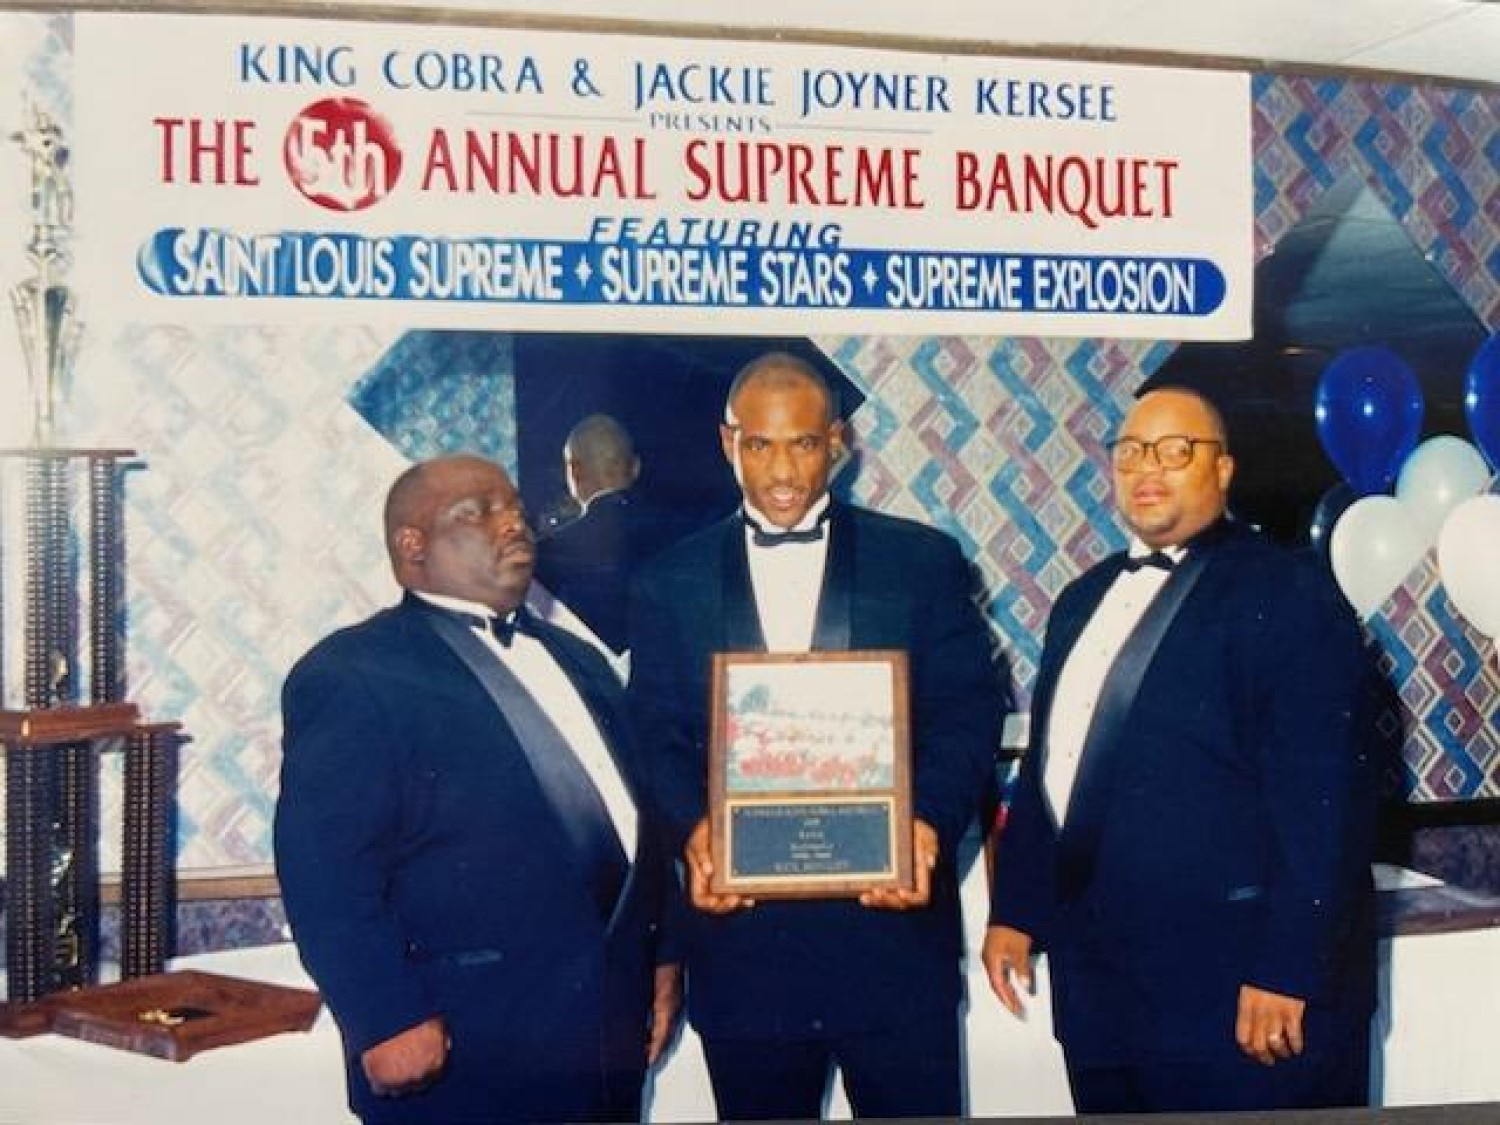 KING COBRA & JACKIE JOYNER KERSEE
PRESENTS
THE 5th ANNUAL SUPREME BANQUET
FEATURING
SAINT LOUIS SUPREME + SUPREME STARS + SUPREME EXPLOSION